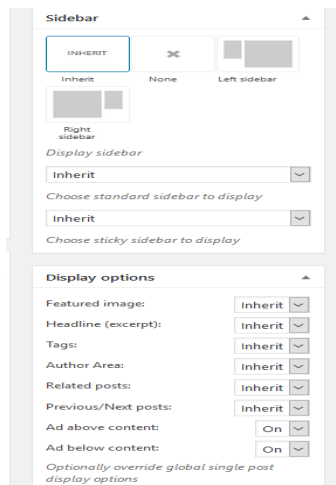 Sidebar
INHERIT
Inherit
None
Left sidebar
Right
sidebar
Display sidebar
Inherit
Choose standard sidebar to display
Inherit
Choose sticky sidebar to display
Display options
Featured image: Inherit
Headline (excerpt): Inherit
Tags: Inherit
Author Area: Inherit
Related posts: Inherit
Previous/Next posts: Inherit
Ad above content: On
Ad below content: On
Optionally override global single post
display options